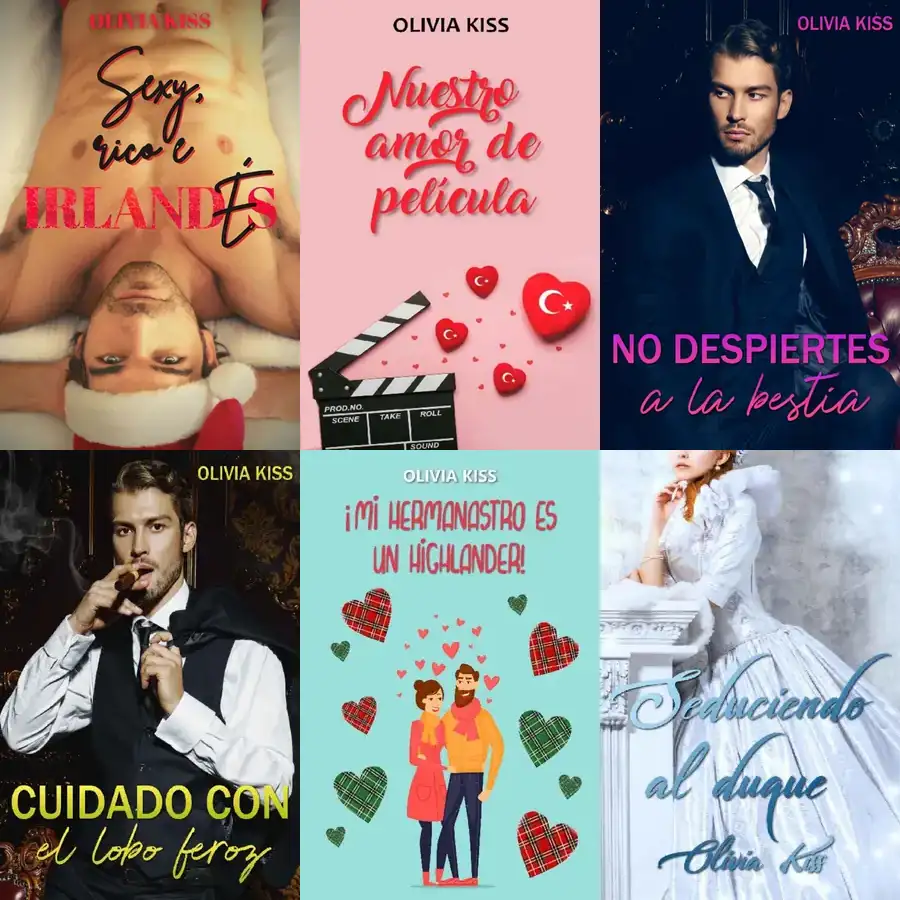 OLIVIA KISS
Sexy,
rico e
IRLANDÉS
OLIVIA KISS
Nuestro
amor de
película
PROD.NO.
SCENE TAKE ROLL
SOUND
OLIVIA KISS
NO DESPIERTES
a la bestia
OLIVIA KISS
CUIDADO CON
el lobo feroz
OLIVIA KISS
¡MI HERMANASTRO ES
UN HIGHLANDER!
Seduciendo
al duque
Olivia Kiss